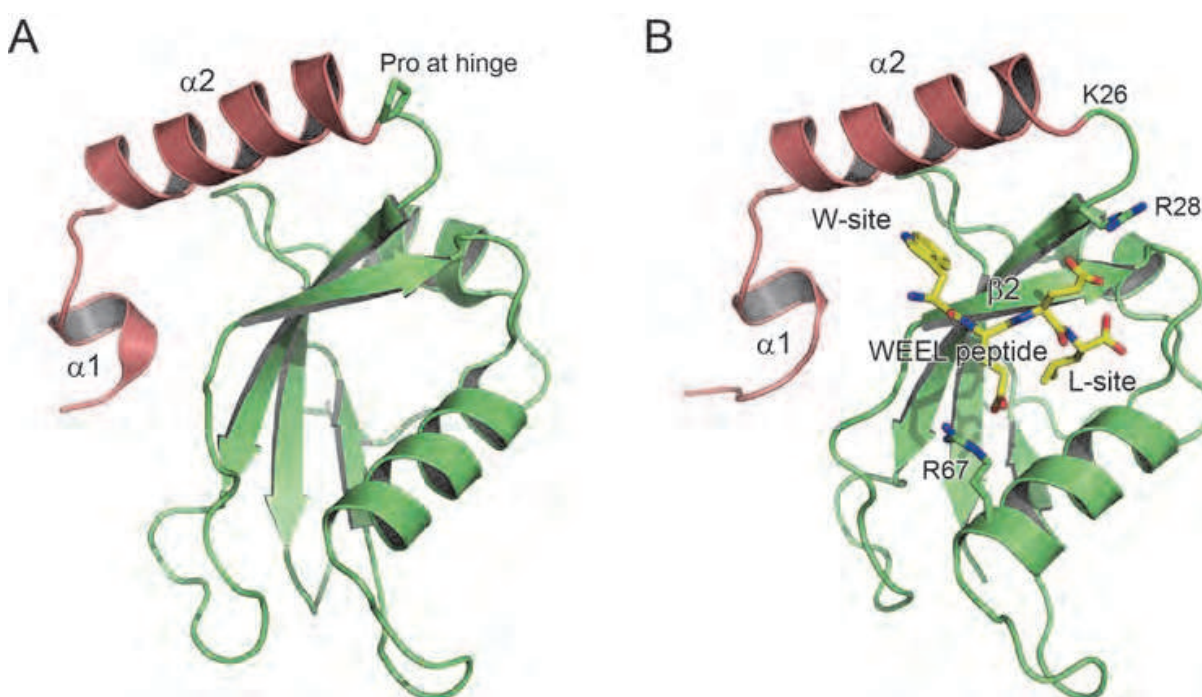 A
α2
Pro at hinge
α1
B
α2
K26
R28
W-site
β2
α1
WEEL peptide
L-site
R67